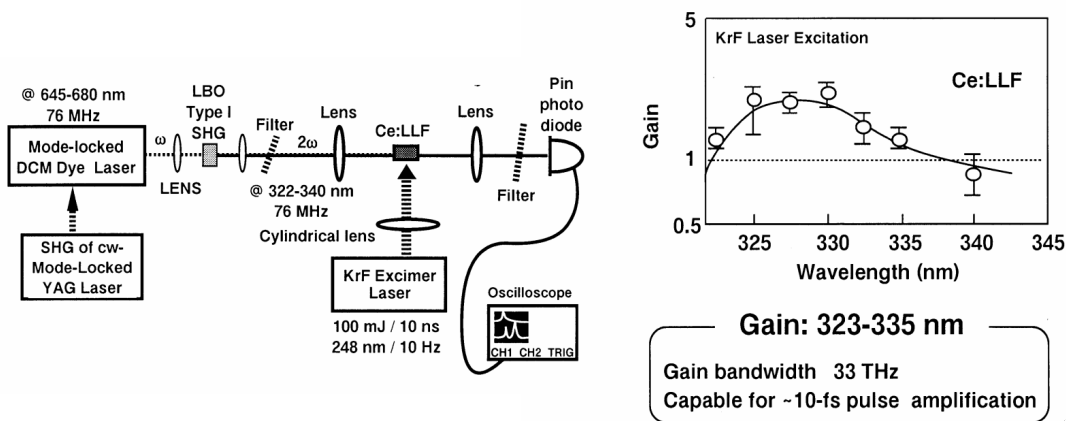 @ 645-680 nm
76 MHz
Mode-locked
DCM Dye Laser
SHG of cw-
Mode-Locked
YAG Laser
ω
LENS
LBO
Type I
SHG
Filter
2ω
@ 322-340 nm
76 MHz
Lens
Ce:LLF
Cylindrical lens
KrF Excimer
Laser
100 mJ / 10 ns
248 nm / 10 Hz
Lens
Filter
Pin
photo
diode
Oscilloscope
CH1 CH2 TRIG
KrF Laser Excitation
Ce:LLF
Gain
5
1
0.5
325 330 335 340 345
Wavelength (nm)
Gain: 323-335 nm
Gain bandwidth 33 THz
Capable for ~10-fs pulse amplification